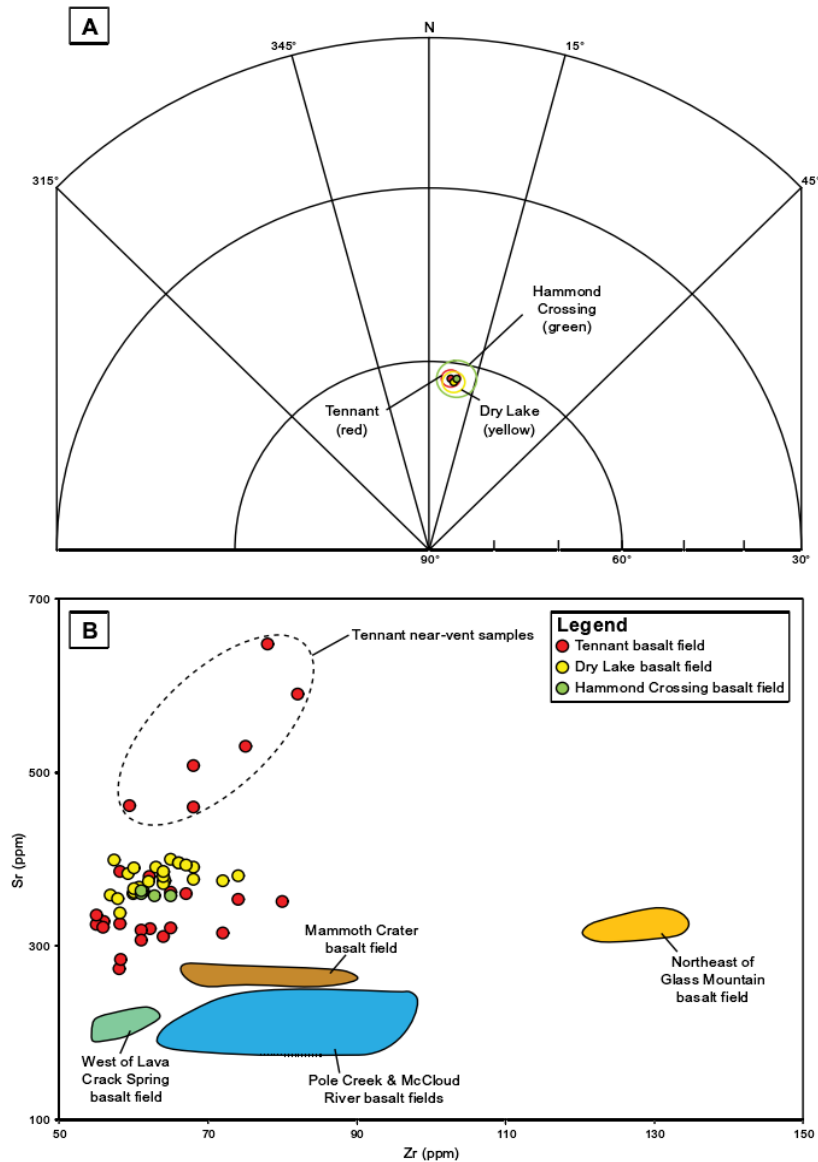 A
N
345°
15°
315°
45°
Hammond
Crossing
(green)
Tennant
(red)
Dry Lake
(yellow)
90°
60°
30°
B
700
500
300
100
Sr (ppm)
Tennant near-vent samples
Legend
Tennant basalt field
Dry Lake basalt field
Hammond Crossing basalt field
Mammoth Crater
basalt field
Northeast of
Glass Mountain
basalt field
West of Lava
Crack Spring
basalt field
Pole Creek & McCloud
River basalt fields
50
70
90
110
130
150
Zr (ppm)